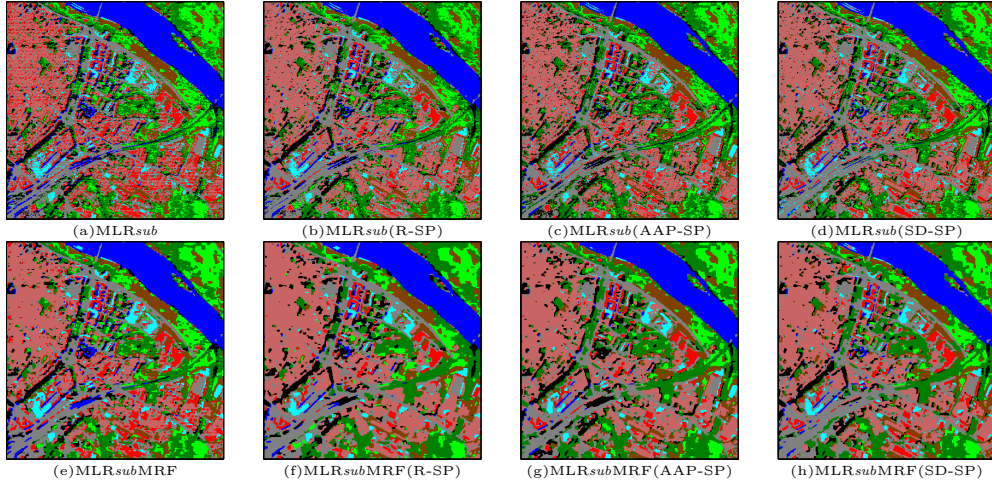 (a)MLRsub
(b)MLRsub(R-SP)
(c)MLRsub(AAP-SP)
(d)MLRsub(SD-SP)
(e)MLRsubMRF
(f)MLRsubMRF(R-SP)
(g)MLRsubMRF(AAP-SP)
(h)MLRsubMRF(SD-SP)